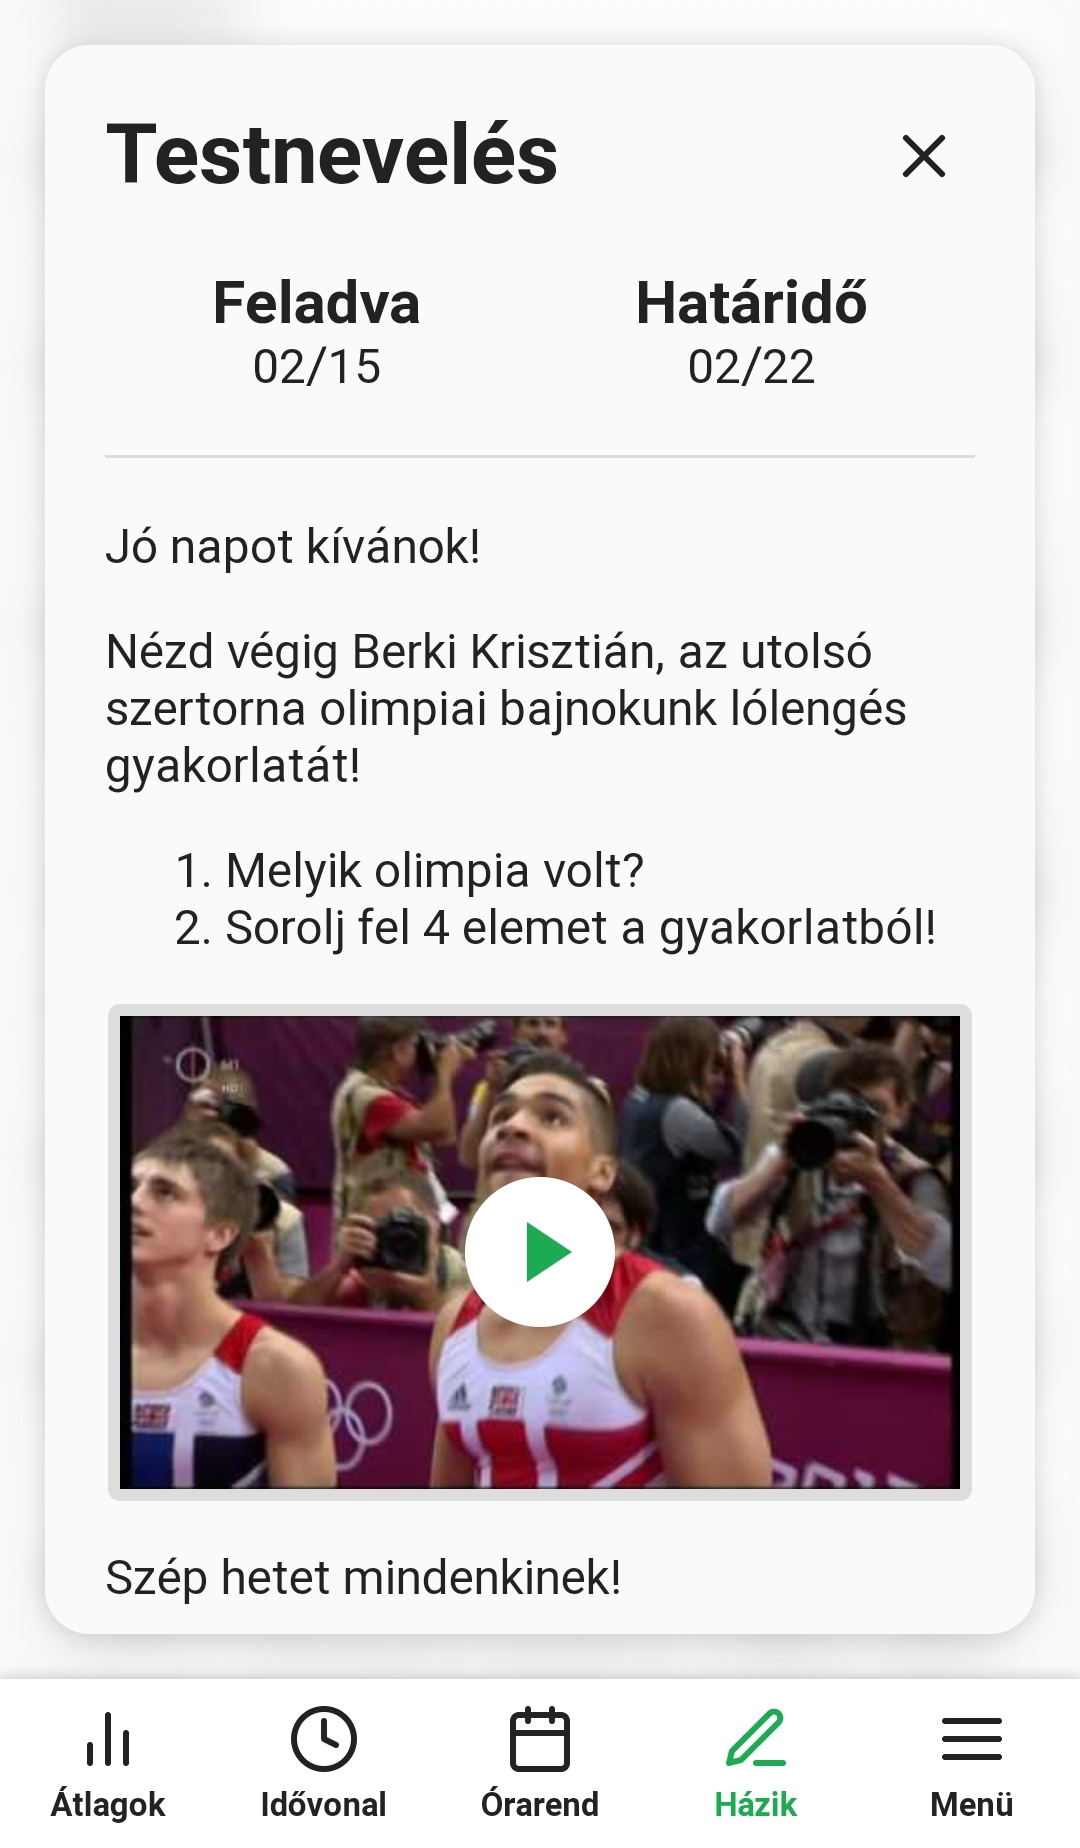 Testnevelés
Feladva
Határidő
02/15
02/22
Jó napot kívánok!
Nézd végig Berki Krisztián, az utolsó
szertorna olimpiai bajnokunk lólengés
gyakorlatát!
1. Melyik olimpia volt?
2. Sorolj fel 4 elemet a gyakorlatból!
Szép hetet mindenkinek!
Átlagok
Idővonal
Órarend
Házik
Menü